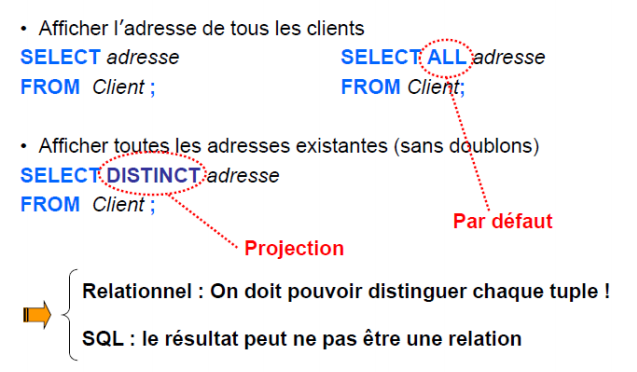 • Afficher l'adresse de tous les clients
SELECT adresse
FROM Client ;
SELECT ALL adresse
FROM Client;
• Afficher toutes les adresses existantes (sans doublons)
SELECT DISTINCT adresse
FROM Client ;
Par défaut
Projection
Relationnel : On doit pouvoir distinguer chaque tuple !
SQL : le résultat peut ne pas être une relation